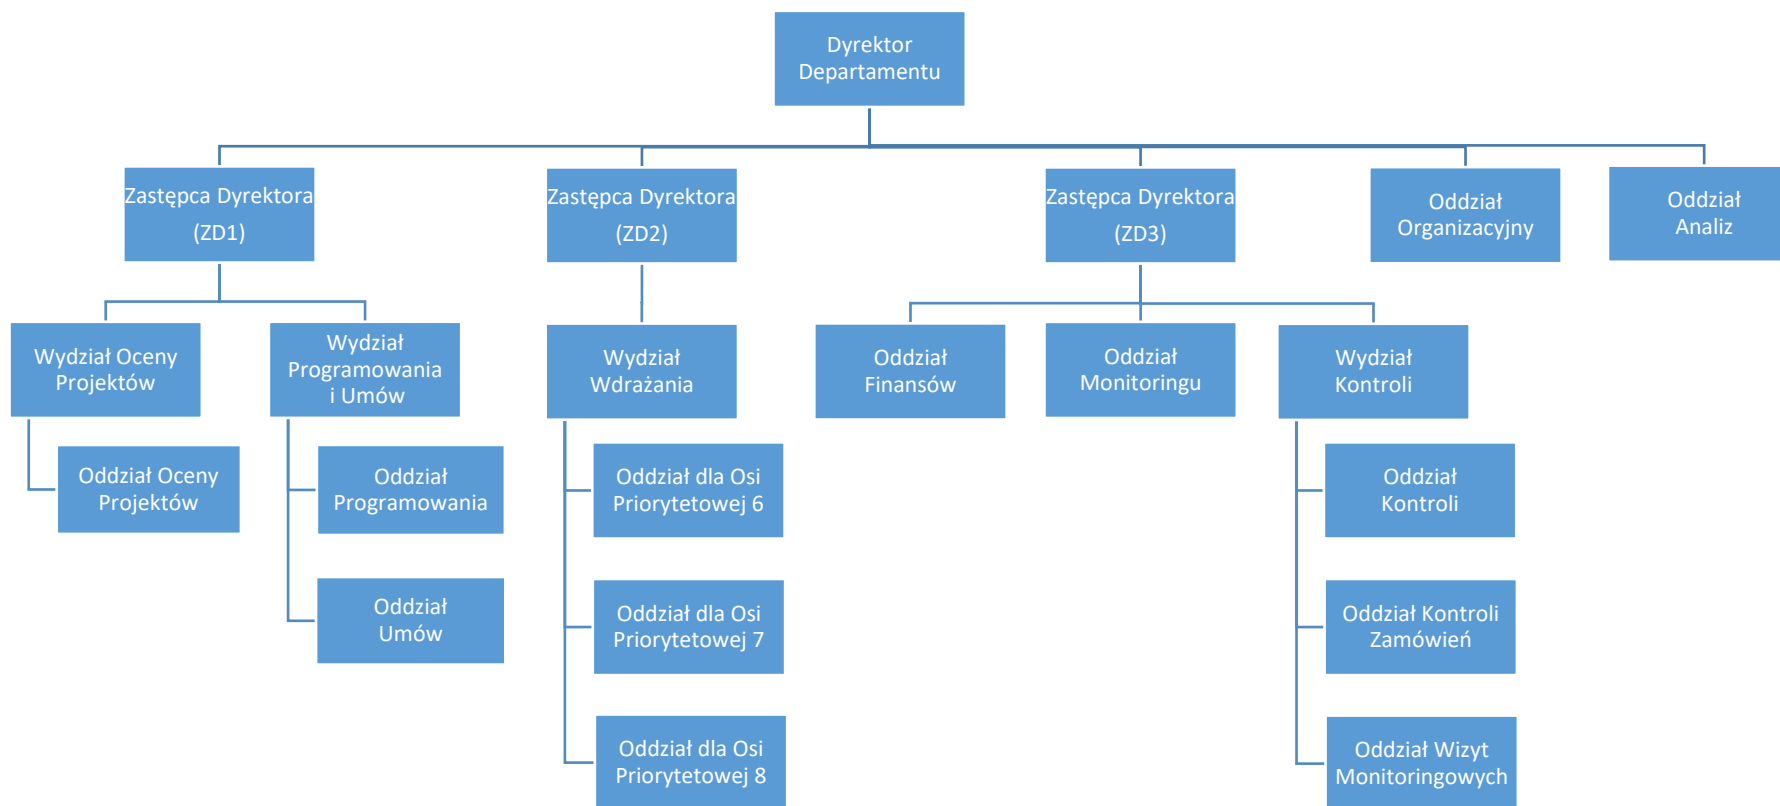 Dyrektor
Departamentu
Zastępca Dyrektora
(ZD1)
Zastępca Dyrektora
(ZD2)
Zastępca Dyrektora
(ZD3)
Oddział
Organizacyjny
Oddział
Analiz
Wydział Oceny
Projektów
Wydział
Programowania
i Umów
Wydział
Wdrażania
Oddział
Finansów
Oddział
Monitoringu
Wydział
Kontroli
Oddział Oceny
Projektów
Oddział
Programowania
Oddział
Umów
Oddział dla Osi
Priorytetowej 6
Oddział dla Osi
Priorytetowej 7
Oddział dla Osi
Priorytetowej 8
Oddział
Kontroli
Oddział Kontroli
Zamówień
Oddział Wizyt
Monitoringowych